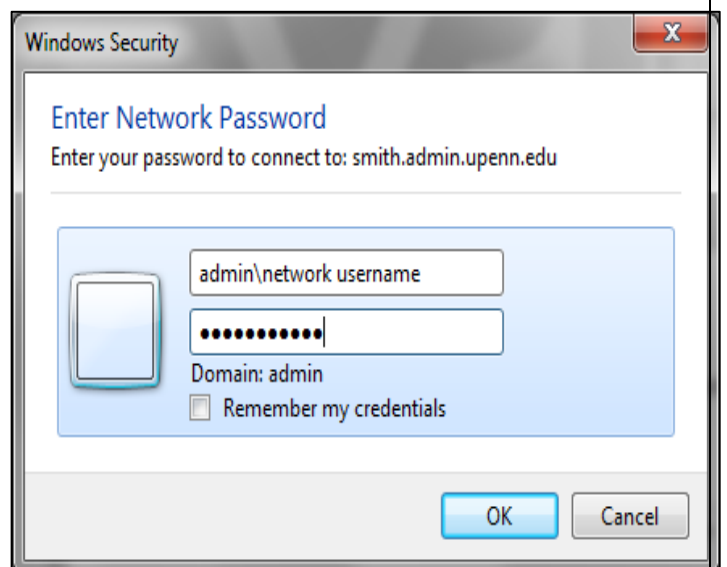 Windows Security
X
Enter Network Password
Enter your password to connect to: smith.admin.upenn.edu
admin\network username
●●●●●●●●●●●
Domain: admin
Remember my credentials
OK
Cancel